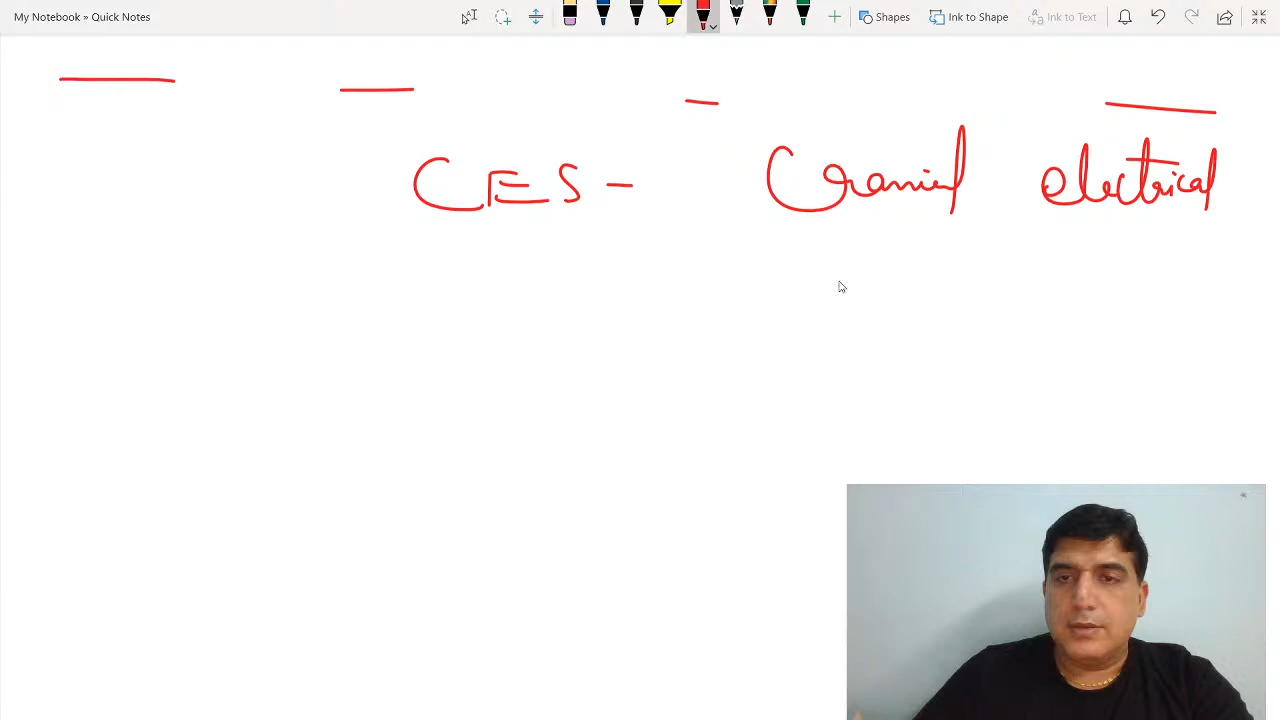 My Notebook » Quick Notes
Shapes
Ink to Shape
Ink to Text
CES - Cranial electrical